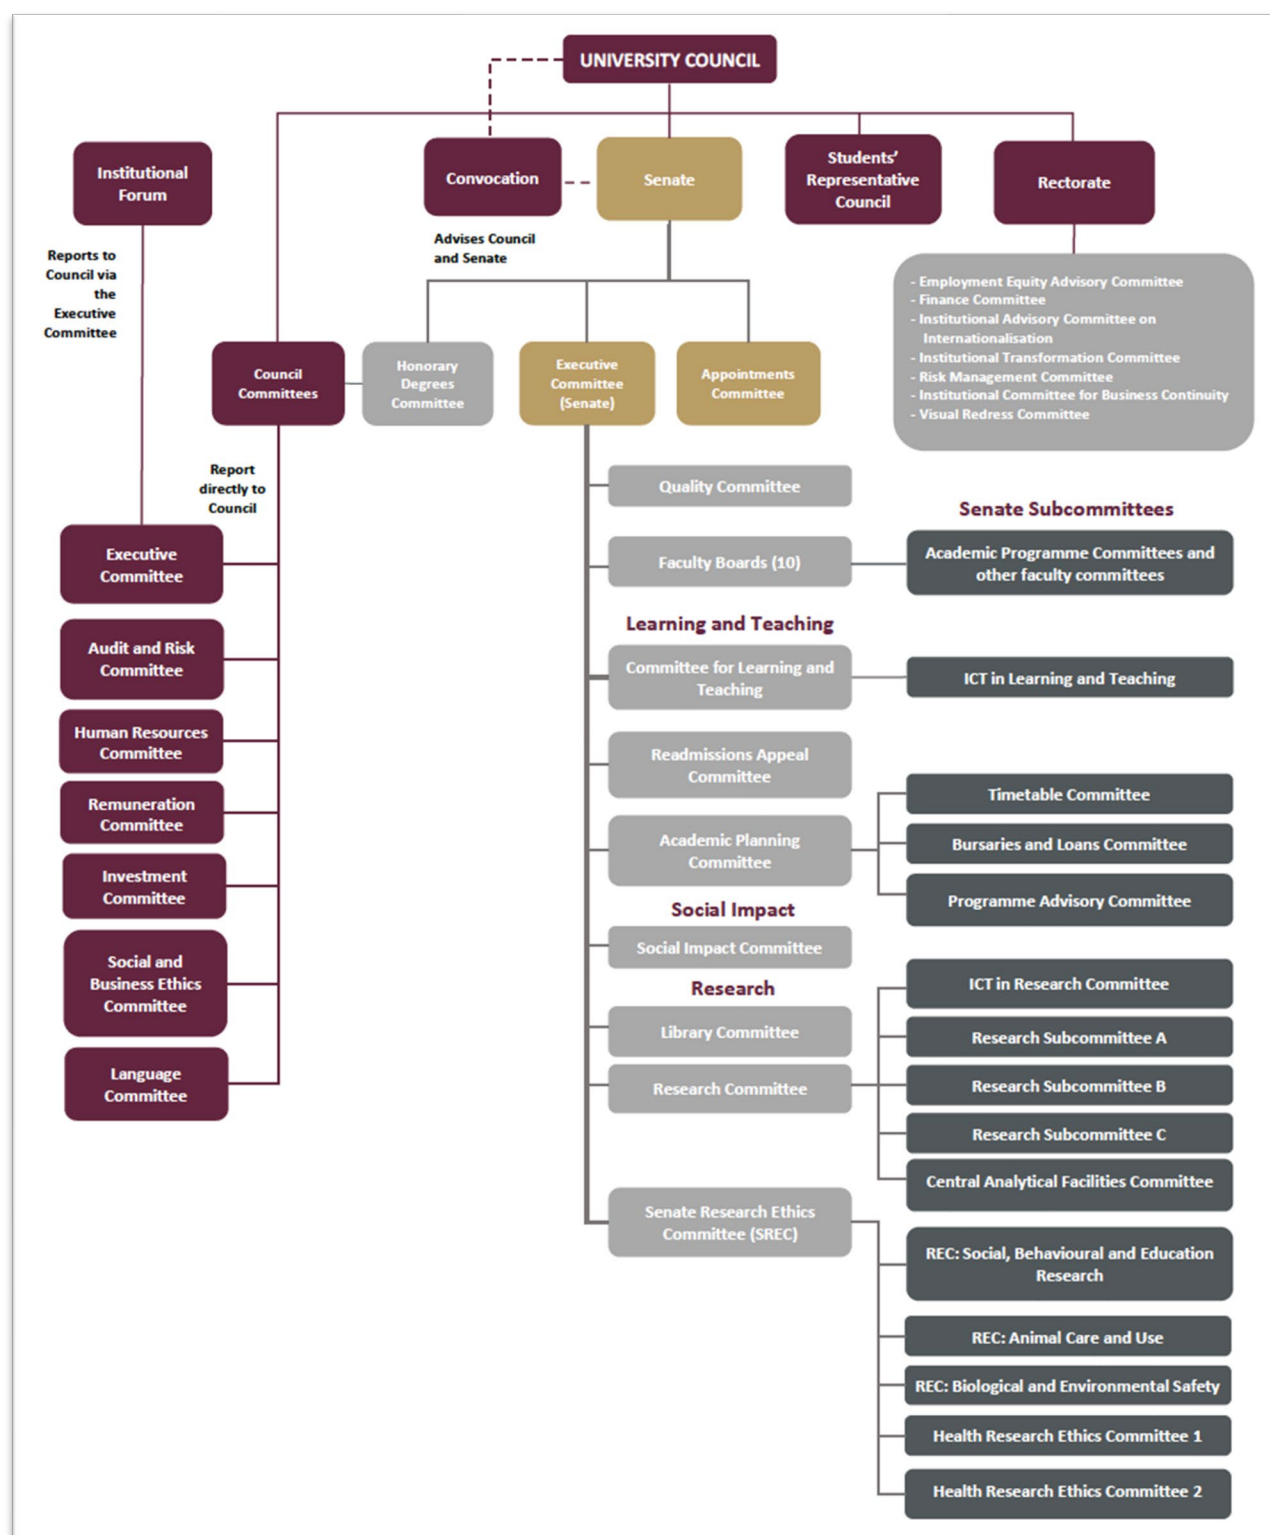 UNIVERSITY COUNCIL
Institutional
Forum
Convocation
Senate
Students’
Representative
Council
Rectorate
Reports to
Council via
the
Executive
Committee
Advises Council
and Senate
- Employment Equity Advisory Committee
- Finance Committee
- Institutional Advisory Committee on
Internationalisation
- Institutional Transformation Committee
- Risk Management Committee
- Institutional Committee for Business Continuity
- Visual Redress Committee
Council
Committees
Honorary
Degrees
Committee
Executive
Committee
(Senate)
Appointments
Committee
Report
directly to
Council
Executive
Committee
Audit and Risk
Committee
Human Resources
Committee
Remuneration
Committee
Investment
Committee
Social and
Business Ethics
Committee
Language
Committee
Quality Committee
Senate Subcommittees
Faculty Boards (10)
Academic Programme Committees and
other faculty committees
Learning and Teaching
Committee for Learning and
Teaching
ICT in Learning and Teaching
Readmissions Appeal
Committee
Academic Planning
Committee
Timetable Committee
Bursaries and Loans Committee
Programme Advisory Committee
Social Impact
Social Impact Committee
Research
Library Committee
Research Committee
ICT in Research Committee
Research Subcommittee A
Research Subcommittee B
Research Subcommittee C
Central Analytical Facilities Committee
Senate Research Ethics
Committee (SREC)
REC: Social, Behavioural and Education
Research
REC: Animal Care and Use
REC: Biological and Environmental Safety
Health Research Ethics Committee 1
Health Research Ethics Committee 2